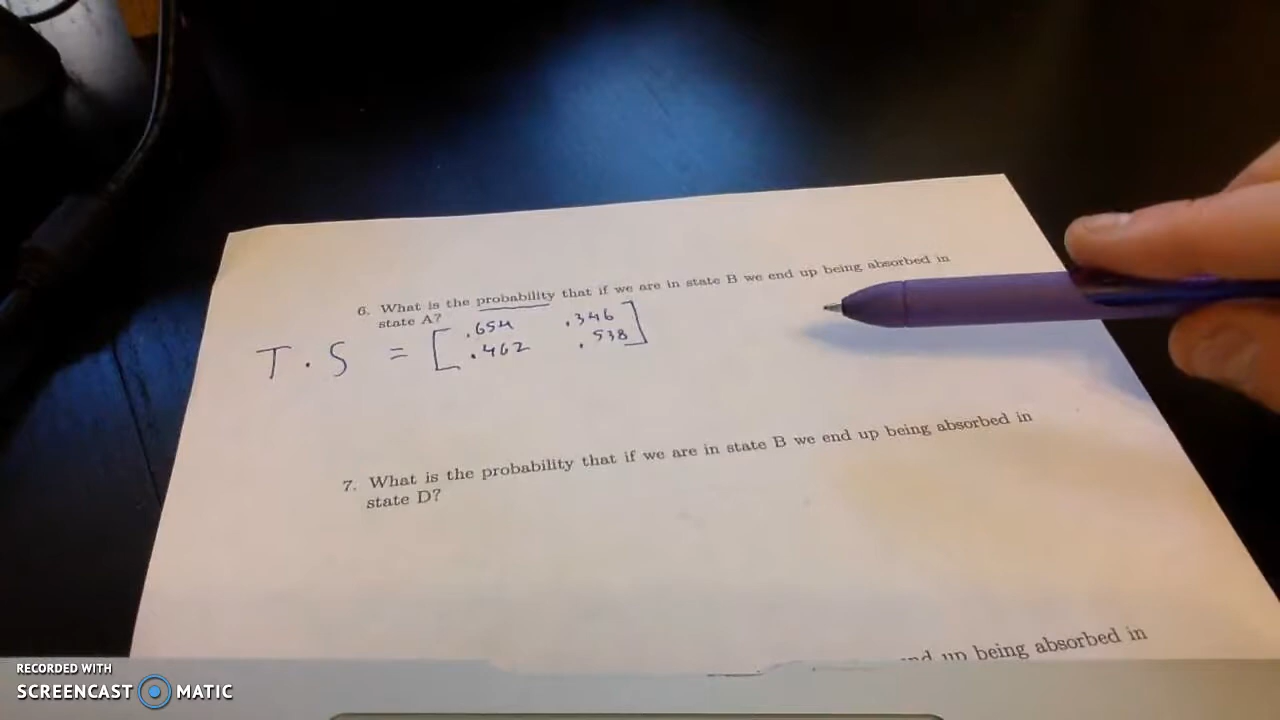 6. What is the probability that if we are in state B we end up being absorbed in
state A?
T . S = [ .654 .346
.462 .538 ]
7. What is the probability that if we are in state B we end up being absorbed in
state D?
end up being absorbed in
RECORDED WITH
SCREENCAST MATIC